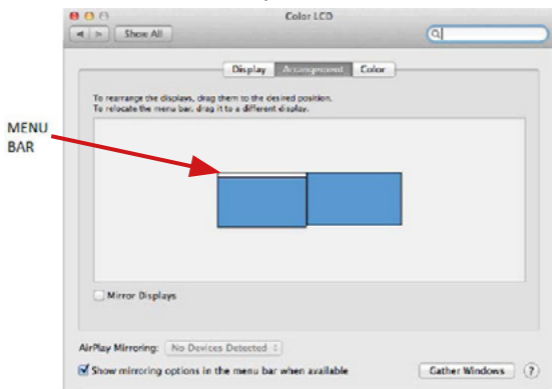 Color LCD
Show All
Display Arrangement Color
To rearrange the displays, drag them to the desired position.
To relocate the menu bar, drag it to a different display.
MENU
BAR
Mirror Displays
AirPlay Mirroring: No Devices Detected
Show mirroring options in the menu bar when available
Gather Windows ?